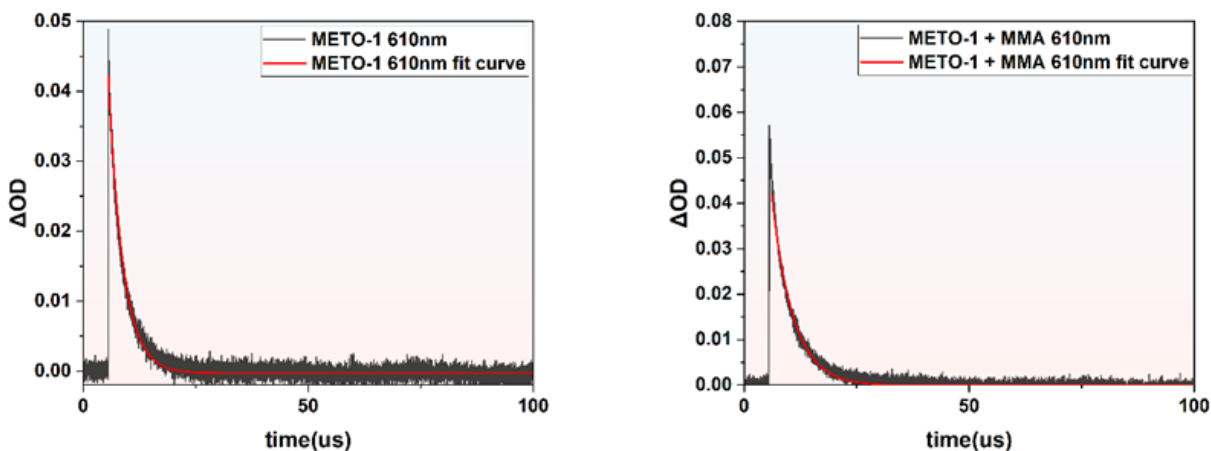 0.05
0.04
0.03
0.02
0.01
0.00
ΔOD
METO-1 610nm
METO-1 610nm fit curve
0
50
100
time(us)
0.08
0.07
0.06
0.05
0.04
0.03
0.02
0.01
0.00
ΔOD
METO-1 + MMA 610nm
METO-1 + MMA 610nm fit curve
0
50
100
time(us)